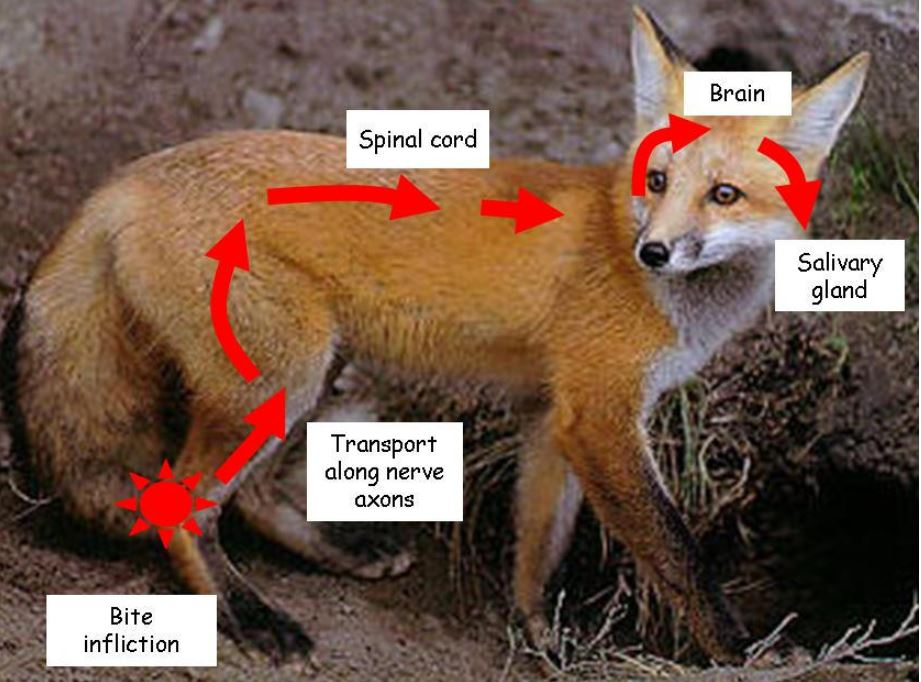 Brain
Spinal cord
Salivary
gland
Transport
along nerve
axons
Bite
infliction